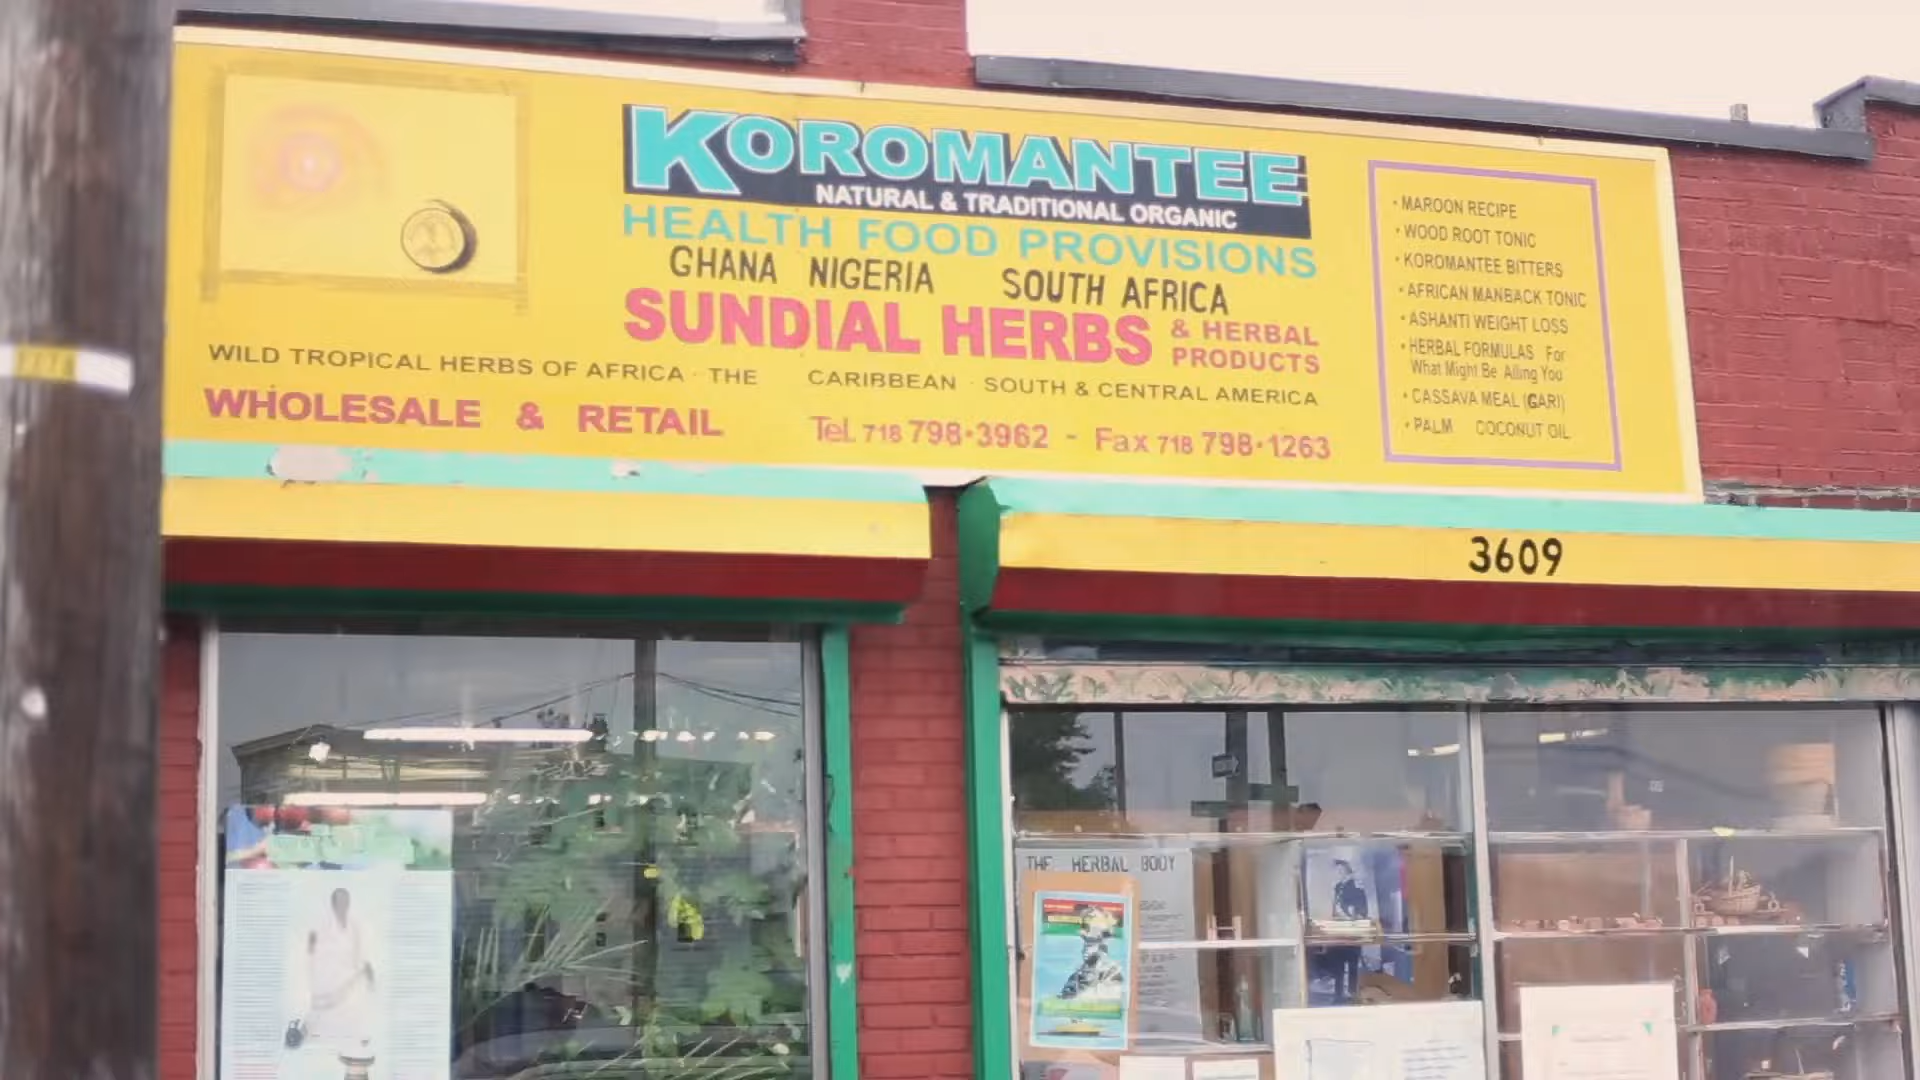 KOROMANTEE
NATURAL & TRADITIONAL ORGANIC
HEALTH FOOD PROVISIONS
GHANA NIGERIA SOUTH AFRICA
SUNDIAL HERBS & HERBAL PRODUCTS
WILD TROPICAL HERBS OF AFRICA · THE CARIBBEAN · SOUTH & CENTRAL AMERICA
WHOLESALE & RETAIL Tel. 718 798·3962 - Fax 718 798·1263
• MAROON RECIPE
• WOOD ROOT TONIC
• KOROMANTEE BITTERS
• AFRICAN MANBACK TONIC
• ASHANTI WEIGHT LOSS
• HERBAL FORMULAS For
What Might Be Ailing You
• CASSAVA MEAL (GARI)
• PALM COCONUT OIL
3609
THE HERBAL BODY